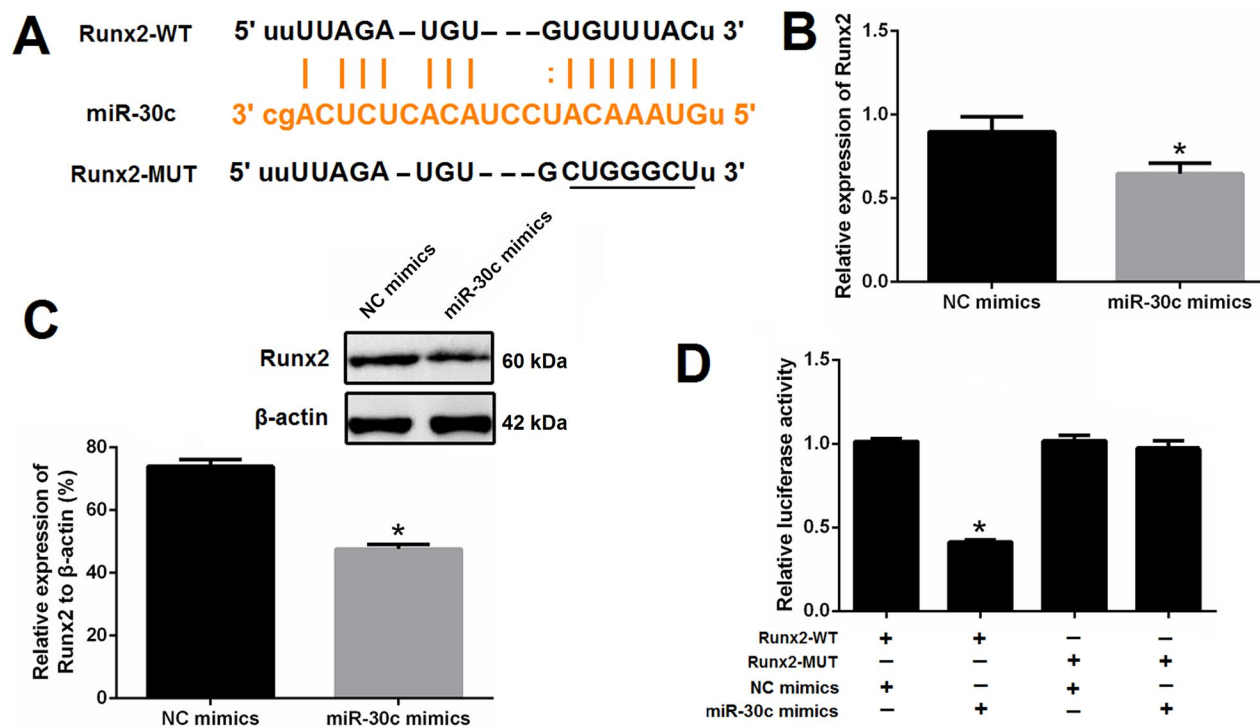 A
Runx2-WT 5' uuUUAGA–UGU–––GUGUUUACu 3'
miR-30c 3' cgACUCUCACAUCCUACAAAUGu 5'
Runx2-MUT 5' uuUUAGA–UGU–––GCUGGGCUu 3'
B
Relative expression of Runx2
1.5
1.0
0.5
0.0
*
NC mimics miR-30c mimics
C
NC mimics miR-30c mimics
Runx2 60 kDa
β-actin 42 kDa
Relative expression of
Runx2 to β-actin (%)
80
60
40
20
0
*
NC mimics miR-30c mimics
D
Relative luciferase activity
1.5
1.0
0.5
0.0
*
Runx2-WT + + – –
Runx2-MUT – – + +
NC mimics + – + –
miR-30c mimics – + – +